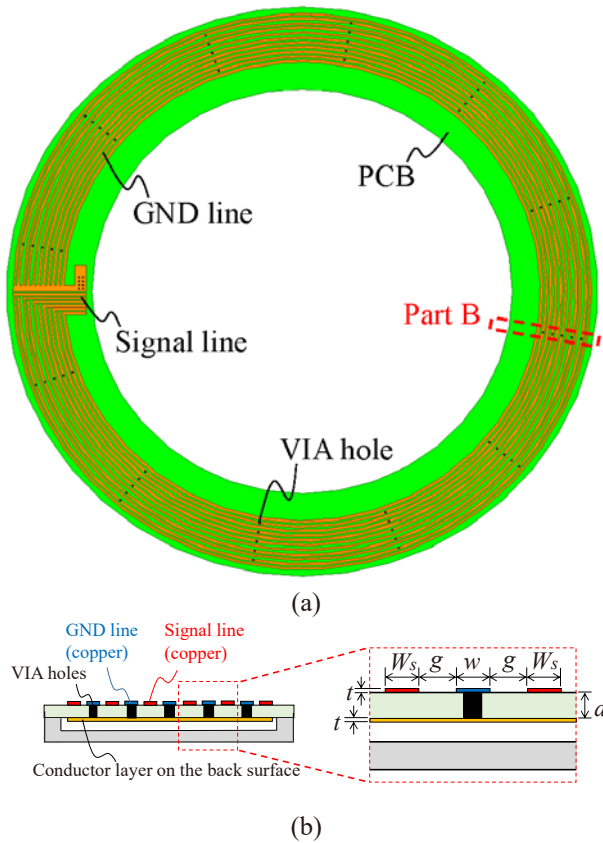 PCB
GND line
Part B
Signal line
VIA hole
(a)
GND line
(copper)
Signal line
(copper)
VIA holes
Ws g w g Ws
t
d
t
Conductor layer on the back surface
(b)